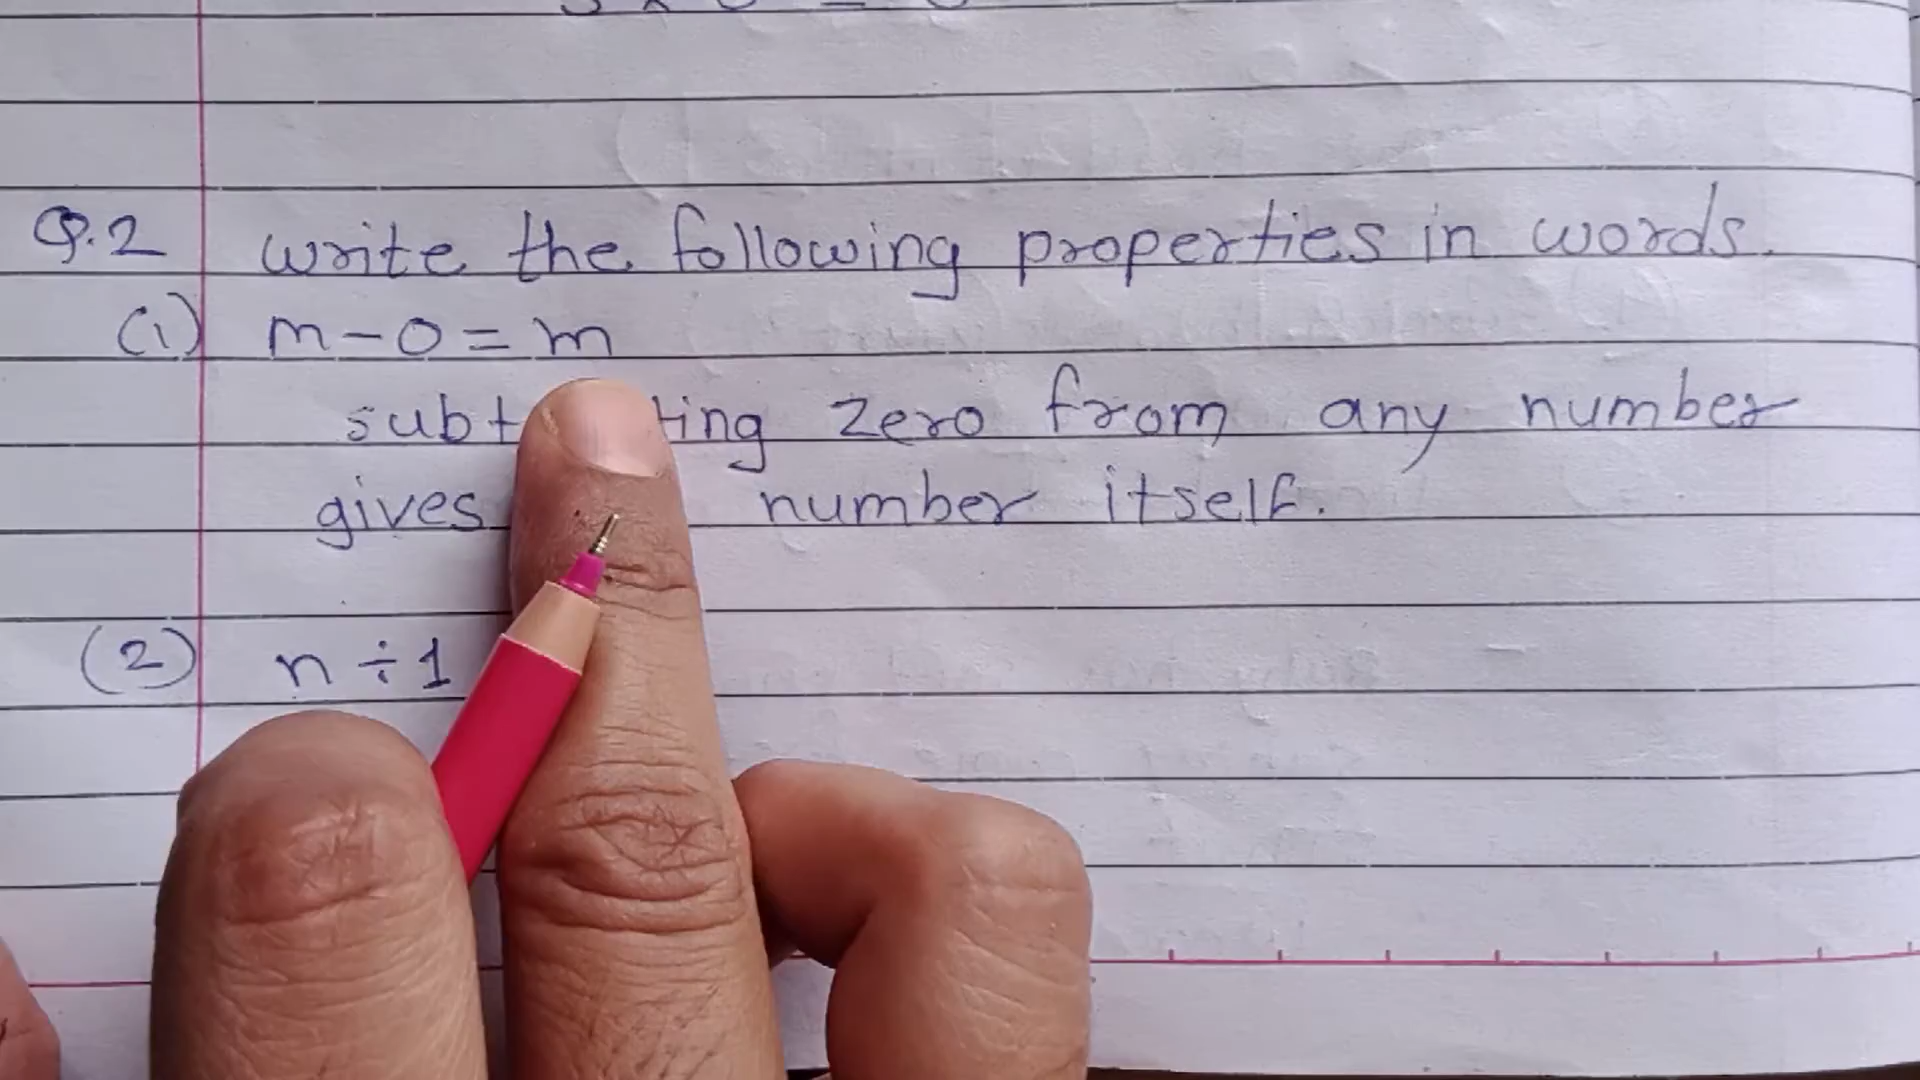 Q.2 write the following properties in words.
(1) m - 0 = m
ting zero from any number
gives number itself.
(2) n ÷ 1